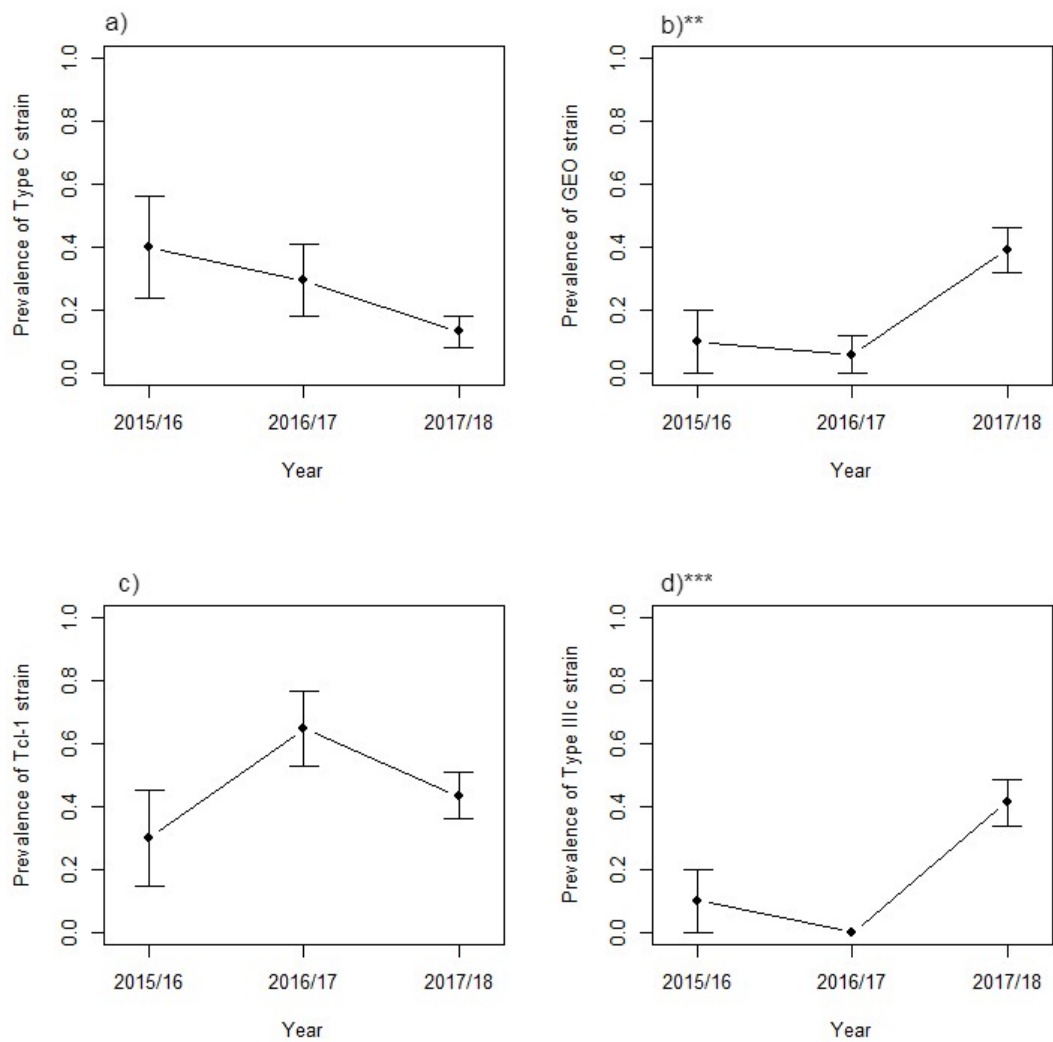 a)
Prevalence of Type C strain
1.0
0.8
0.6
0.4
0.2
0.0
2015/16 2016/17 2017/18
Year
b)**
Prevalence of GEO strain
1.0
0.8
0.6
0.4
0.2
0.0
2015/16 2016/17 2017/18
Year
c)
Prevalence of Tcl-1 strain
1.0
0.8
0.6
0.4
0.2
0.0
2015/16 2016/17 2017/18
Year
d)***
Prevalence of Type IIIc strain
1.0
0.8
0.6
0.4
0.2
0.0
2015/16 2016/17 2017/18
Year